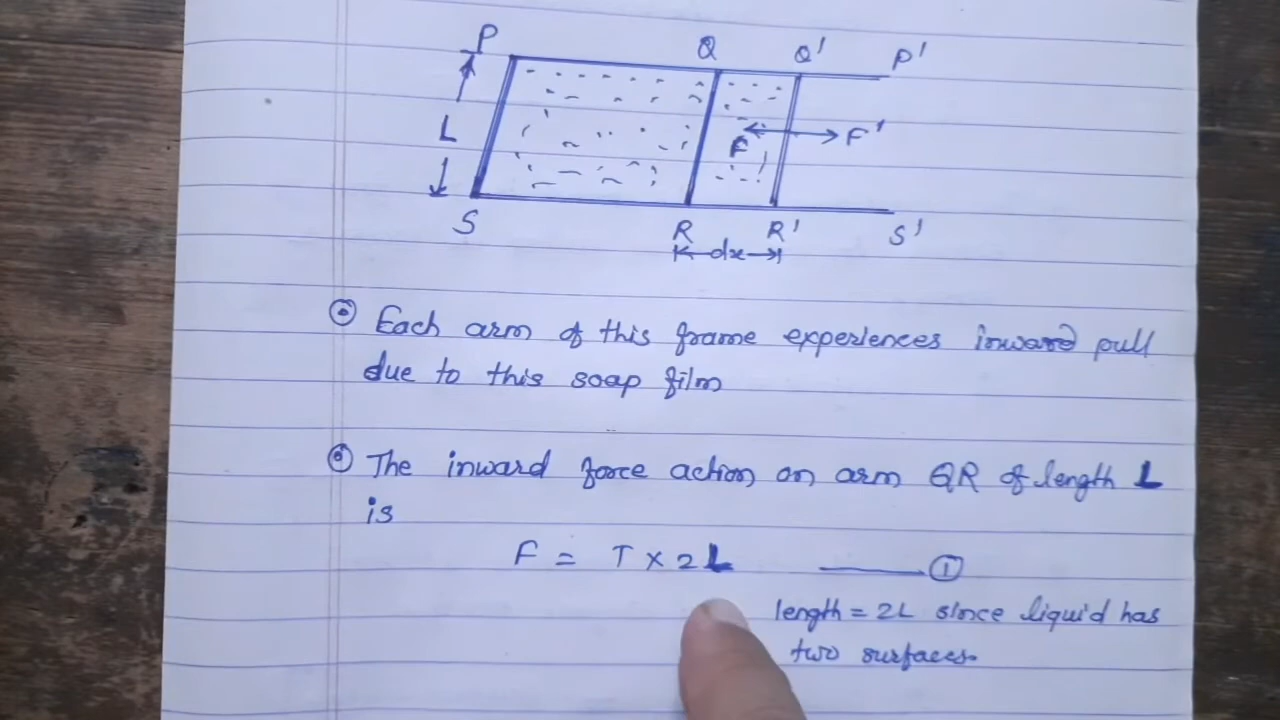 P Q Q' P'
L F F'
S R R' S'
dx
Each arm of this frame experiences inward pull
due to this soap film
The inward force action on arm QR of length L
is
F = T × 2L ——— ①
length = 2L since liquid has
two surfaces.